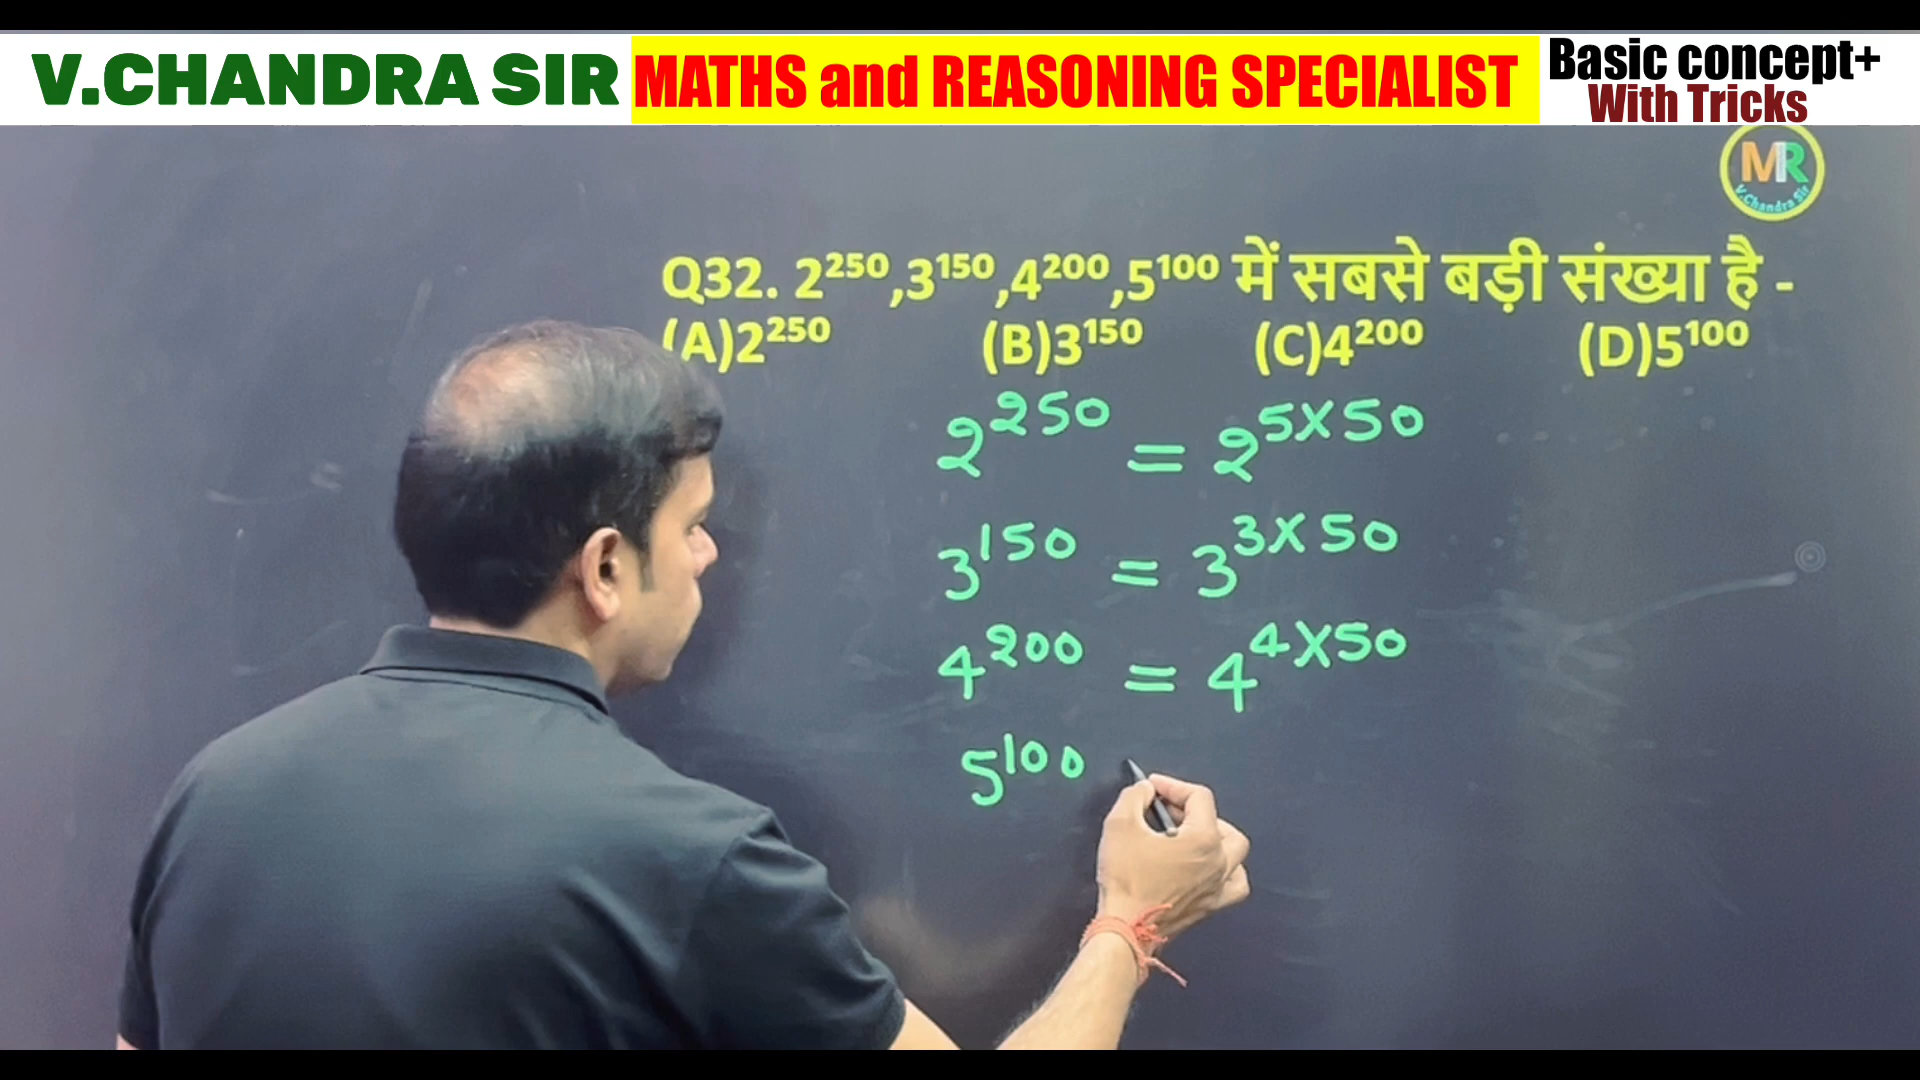 V.CHANDRA SIR MATHS and REASONING SPECIALIST Basic concept+
With Tricks
MR
V.Chandra Sir
Q32. 2²⁵⁰,3¹⁵⁰,4²⁰⁰,5¹⁰⁰ में सबसे बड़ी संख्या है -
(A)2²⁵⁰ (B)3¹⁵⁰ (C)4²⁰⁰ (D)5¹⁰⁰
2²⁵⁰ = 2⁵ˣ⁵⁰
3¹⁵⁰ = 3³ˣ⁵⁰
4²⁰⁰ = 4⁴ˣ⁵⁰
5¹⁰⁰